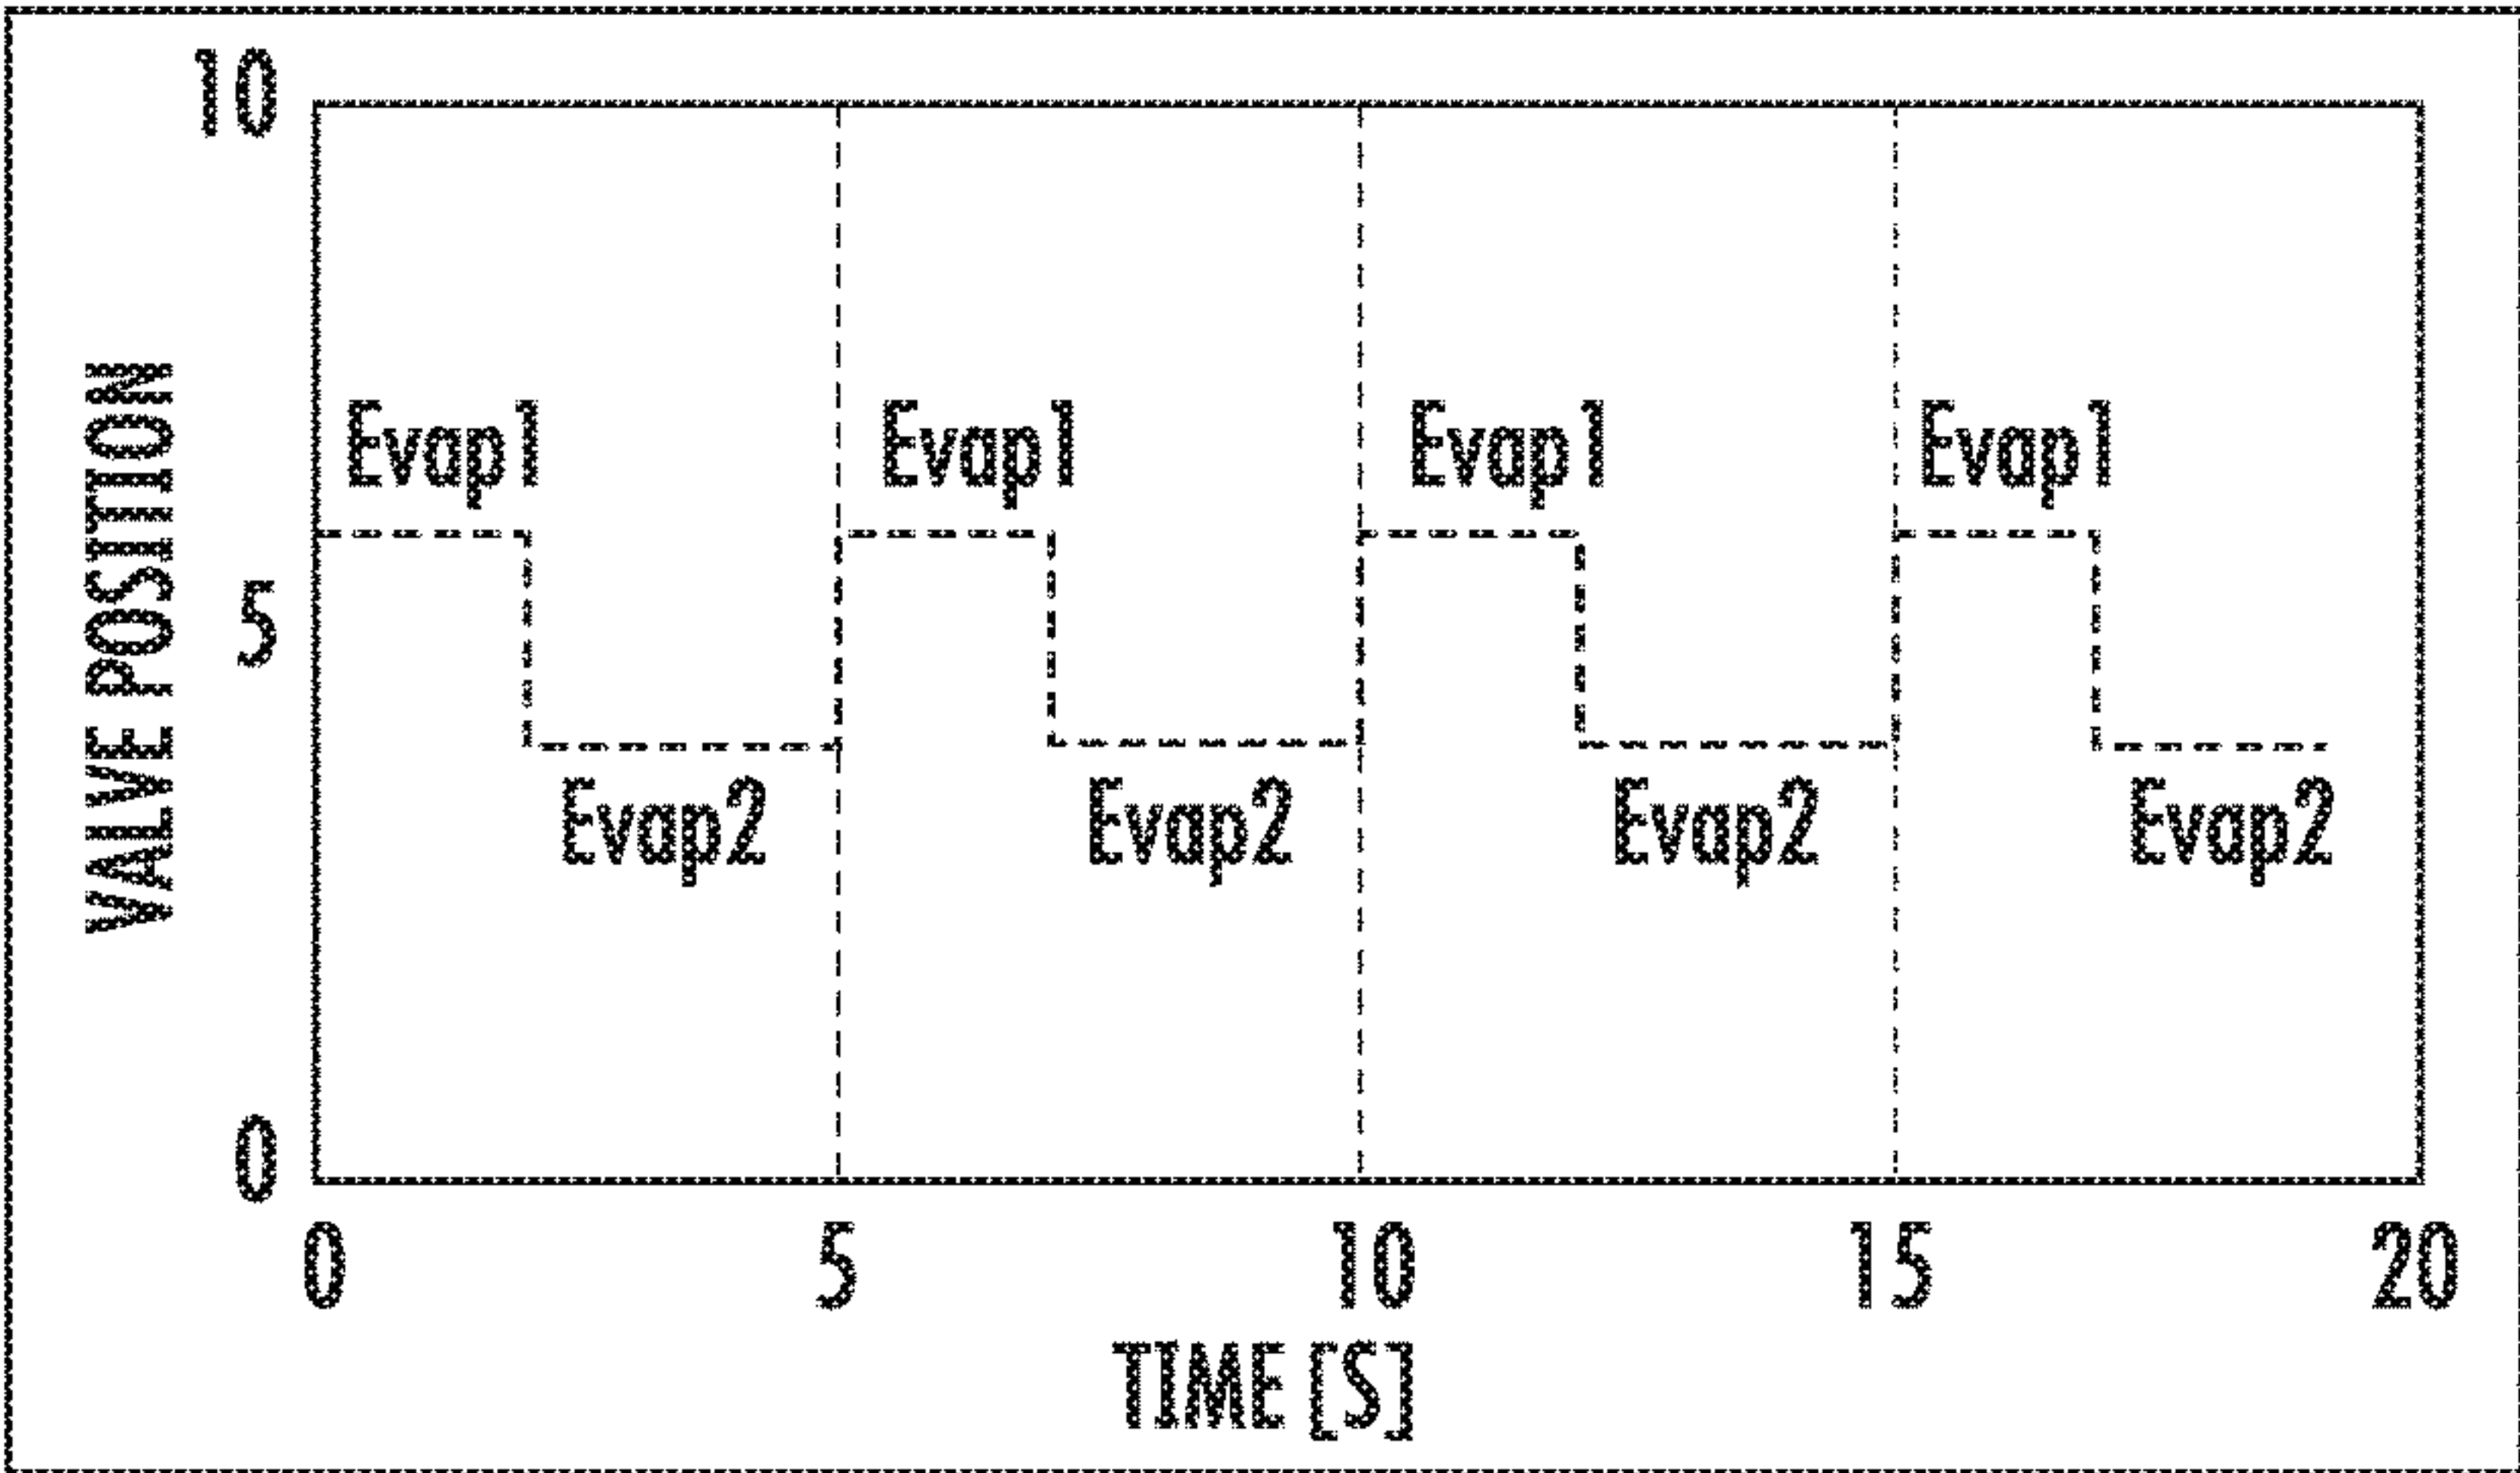 10
Evap1 Evap1 Evap1 Evap1
VALVE POSITION
5
Evap2 Evap2 Evap2 Evap2
0
0 5 10 15 20
TIME [S]